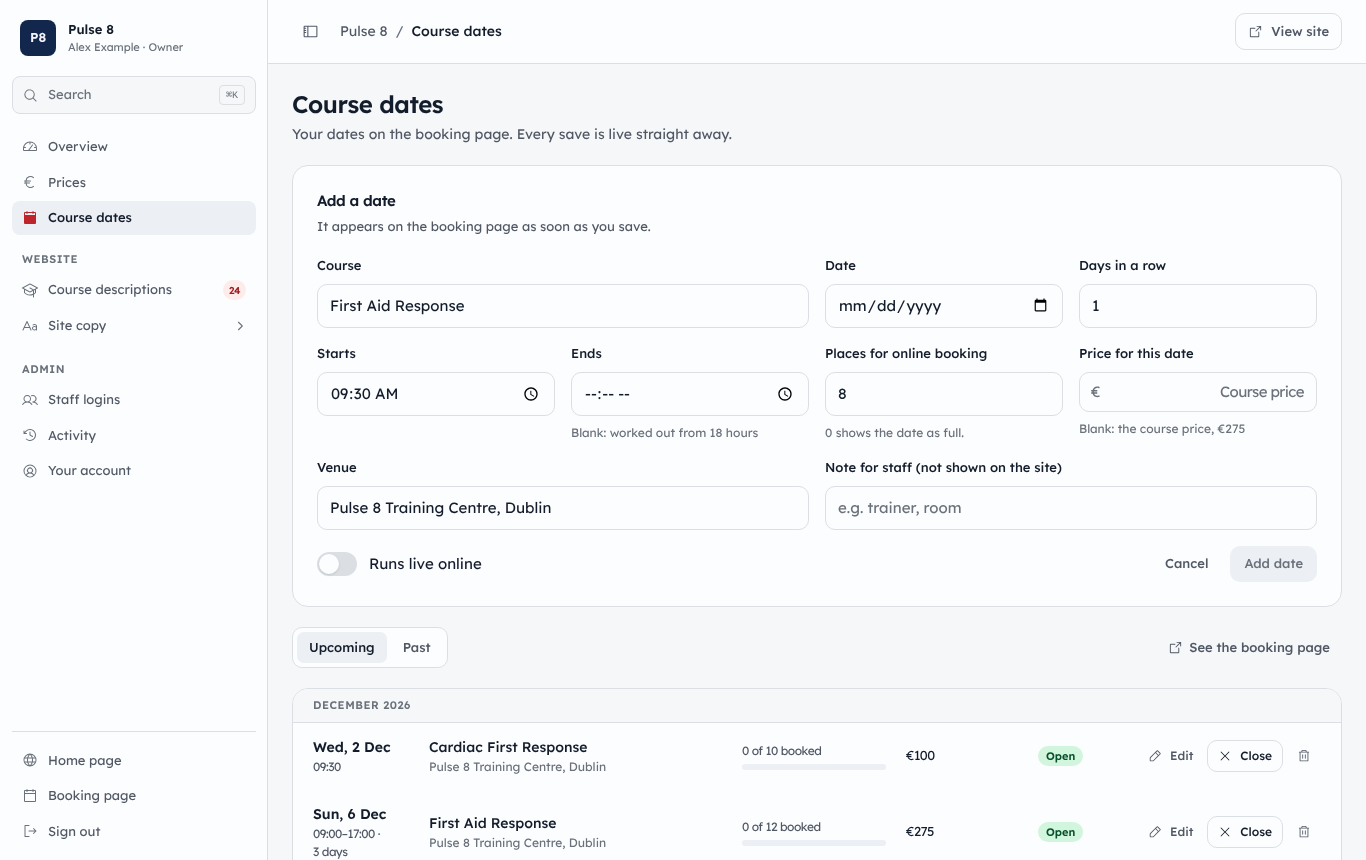 P8
Pulse 8
Alex Example · Owner
Search
⌘K
Overview
Prices
Course dates
WEBSITE
Course descriptions
24
Aa
Site copy
ADMIN
Staff logins
Activity
Your account
Home page
Booking page
Sign out
Pulse 8 / Course dates
View site
Course dates
Your dates on the booking page. Every save is live straight away.
Add a date
It appears on the booking page as soon as you save.
Course
Date
Days in a row
First Aid Response
mm/dd/yyyy
1
Starts
Ends
Places for online booking
Price for this date
09:30 AM
--:-- --
8
€
Course price
Blank: worked out from 18 hours
0 shows the date as full.
Blank: the course price, €275
Venue
Note for staff (not shown on the site)
Pulse 8 Training Centre, Dublin
e.g. trainer, room
Runs live online
Cancel
Add date
Upcoming
Past
See the booking page
DECEMBER 2026
Wed, 2 Dec
09:30
Cardiac First Response
Pulse 8 Training Centre, Dublin
0 of 10 booked
€100
Open
Edit
Close
Sun, 6 Dec
09:00–17:00 ·
3 days
First Aid Response
Pulse 8 Training Centre, Dublin
0 of 12 booked
€275
Open
Edit
Close